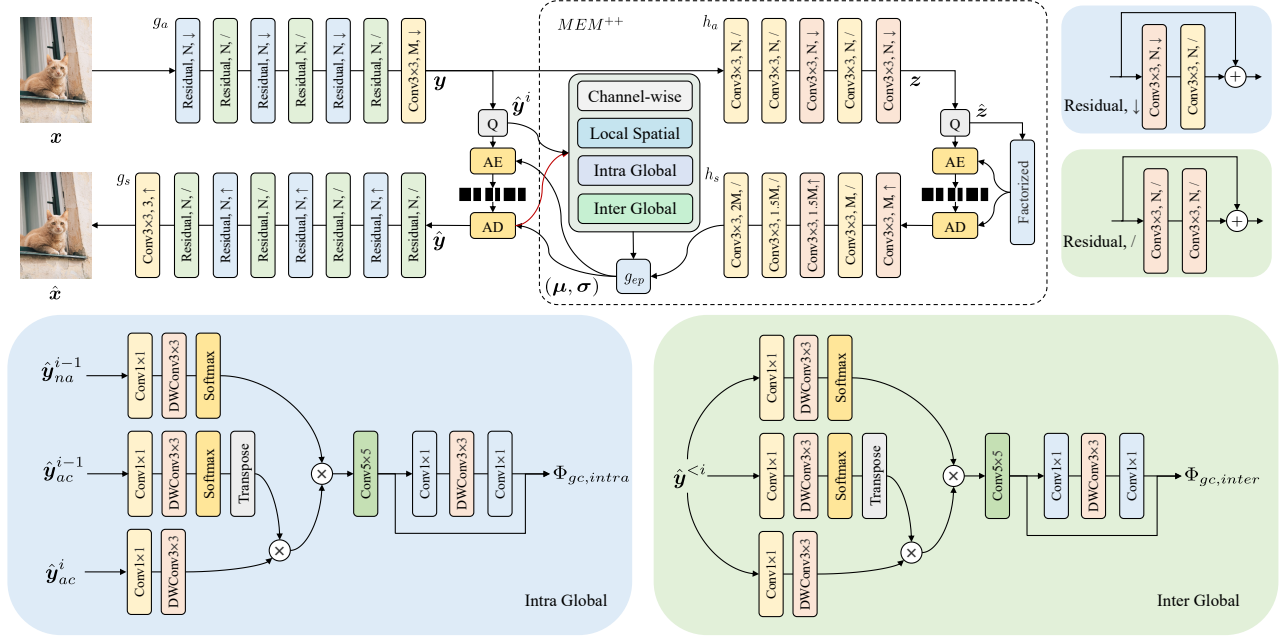 g_a
Residual, N, ↓
Residual, N, /
Residual, N, ↓
Residual, N, /
Residual, N, ↓
Residual, N, /
Conv3×3, M, ↓
x
y
Q
ŷ^i
AE
AD
MEM++
Channel-wise
Local Spatial
Intra Global
Inter Global
g_ep
(μ, σ)
h_a
Conv3×3, N, /
Conv3×3, N, /
Conv3×3, N, ↓
Conv3×3, N, /
Conv3×3, N, ↓
z
ẑ
Q
AE
AD
Factorized
h_s
Conv3×3, 2M, /
Conv3×3, 1.5M, /
Conv3×3, 1.5M,↑
Conv3×3, M, /
Conv3×3, M, ↑
g_s
Conv3×3, 3, ↑
Residual, N, /
Residual, N, ↑
Residual, N, /
Residual, N, ↑
Residual, N, /
Residual, N, ↑
Residual, N, /
ŷ
x̂
Residual, ↓
Conv3×3, N, ↓
Conv3×3, N, /
+
Residual, /
Conv3×3, N, /
Conv3×3, N, /
+
ŷ_na^{i−1}
Conv1×1
DWConv3×3
Softmax
ŷ_ac^{i−1}
Conv1×1
DWConv3×3
Softmax
Transpose
ŷ_ac^i
Conv1×1
DWConv3×3
×
×
Conv5×5
Conv1×1
DWConv3×3
Conv1×1
Φ_{gc,intra}
Intra Global
ŷ^{<i}
Conv1×1
DWConv3×3
Softmax
Conv1×1
DWConv3×3
Softmax
Transpose
Conv1×1
DWConv3×3
×
×
Conv5×5
Conv1×1
DWConv3×3
Conv1×1
Φ_{gc,inter}
Inter Global